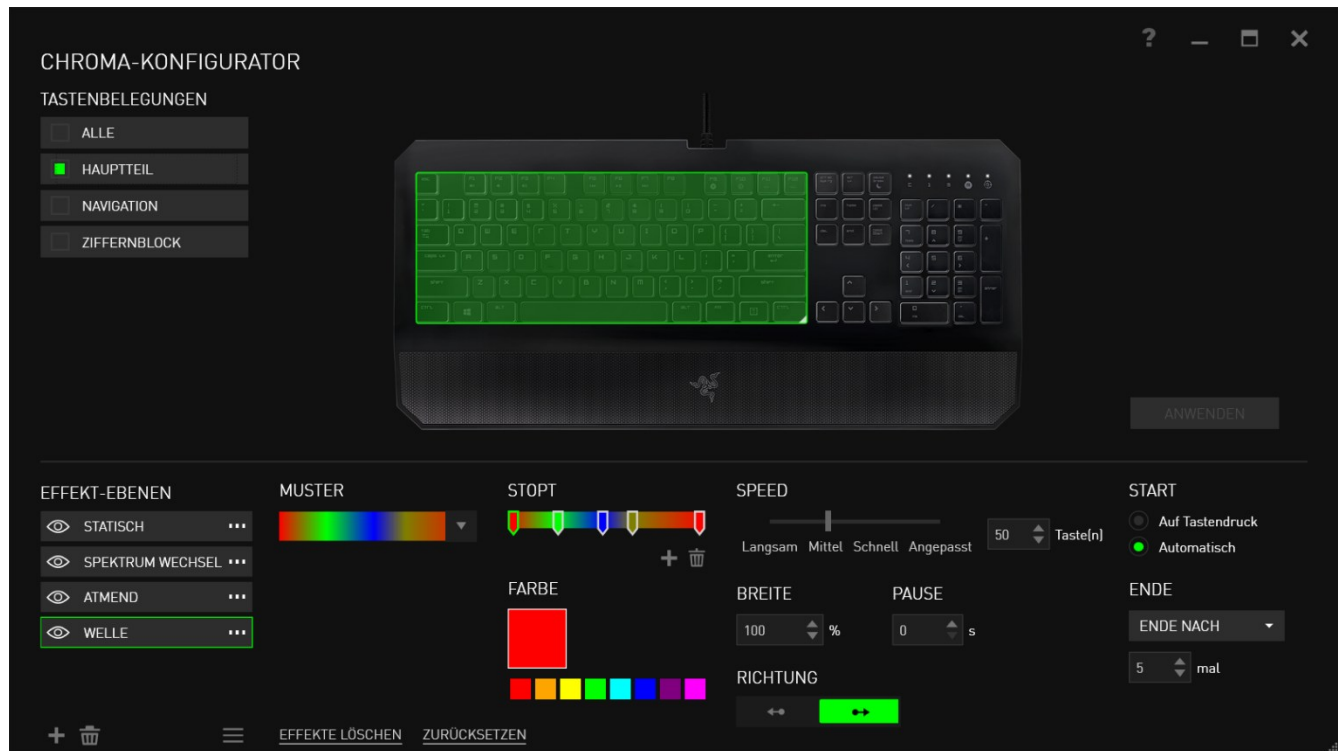 CHROMA-KONFIGURATOR
TASTENBELEGUNGEN
ALLE
HAUPTTEIL
NAVIGATION
ZIFFERNBLOCK
ANWENDEN
EFFEKT-EBENEN
STATISCH
SPEKTRUM WECHSEL
ATMEND
WELLE
MUSTER
EFFEKTE LÖSCHEN ZURÜCKSETZEN
STOPT
FARBE
SPEED
Langsam Mittel Schnell Angepasst
50 Taste(n)
BREITE
100 %
PAUSE
0 s
RICHTUNG
START
Auf Tastendruck
Automatisch
ENDE
ENDE NACH
5 mal